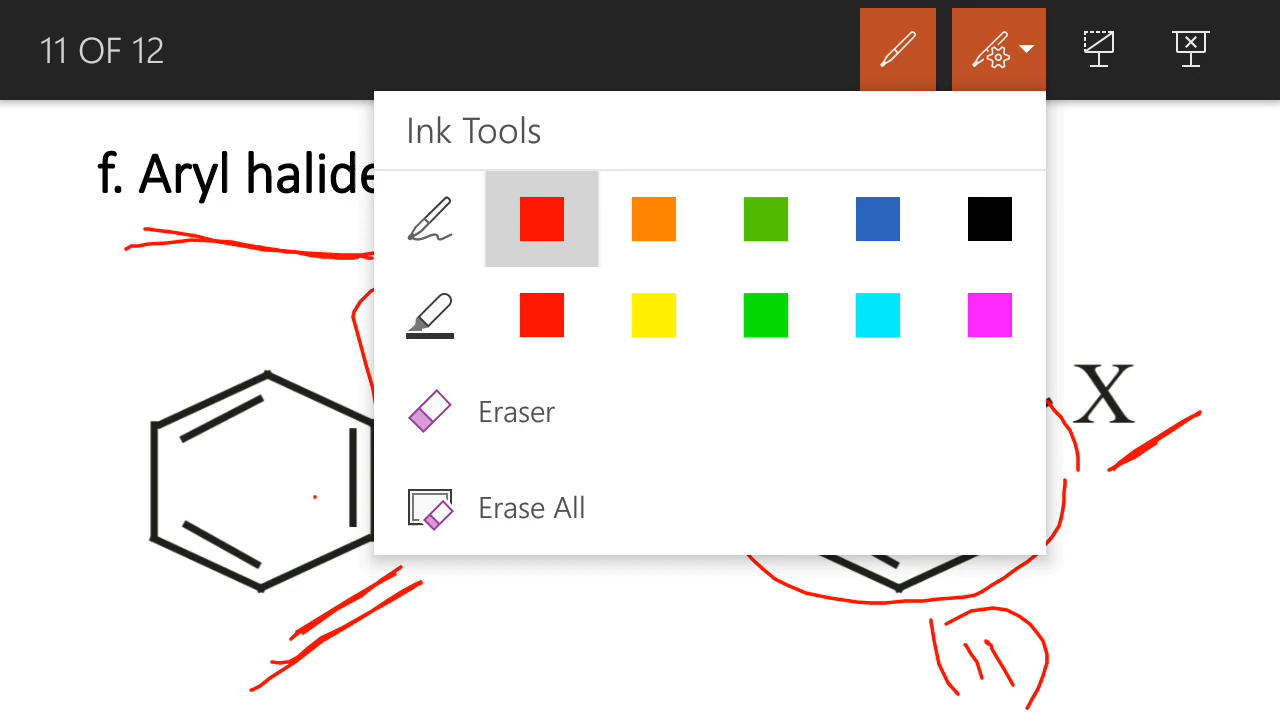 11 OF 12
Ink Tools
f. Aryl halide
X
Eraser
Erase All